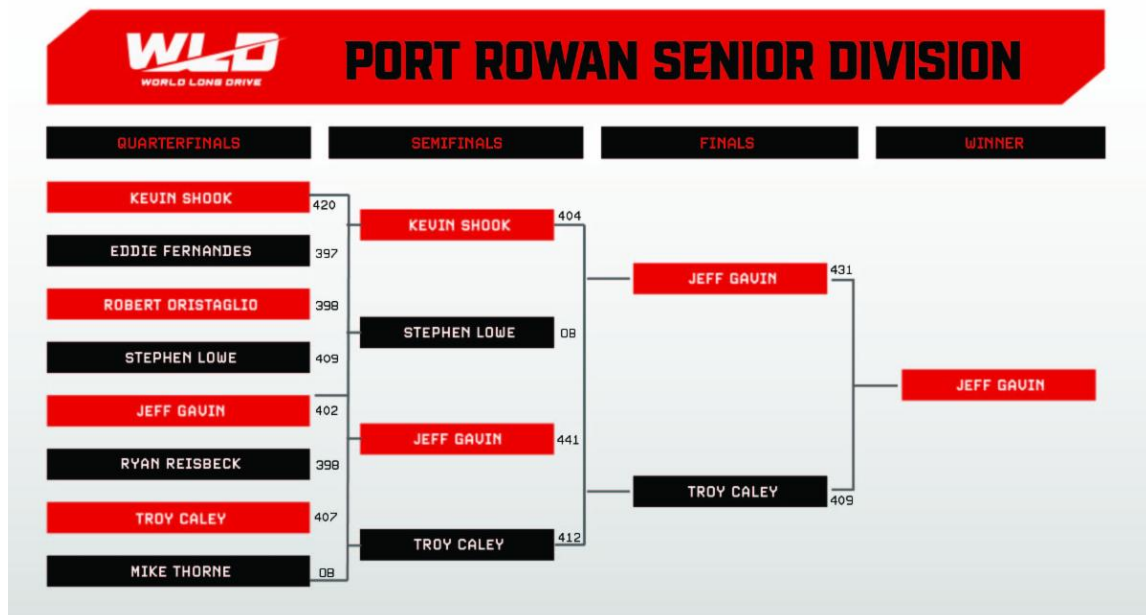 WLD
WORLD LONG DRIVE
PORT ROWAN SENIOR DIVISION
QUARTERFINALS
SEMIFINALS
FINALS
WINNER
KEVIN SHOOK
420
EDDIE FERNANDES
397
ROBERT ORISTAGLIO
398
STEPHEN LOWE
409
JEFF GAVIN
402
RYAN REISBECK
398
TROY CALEY
407
MIKE THORNE
OB
KEVIN SHOOK
404
STEPHEN LOWE
OB
JEFF GAVIN
441
TROY CALEY
412
JEFF GAVIN
431
TROY CALEY
409
JEFF GAVIN